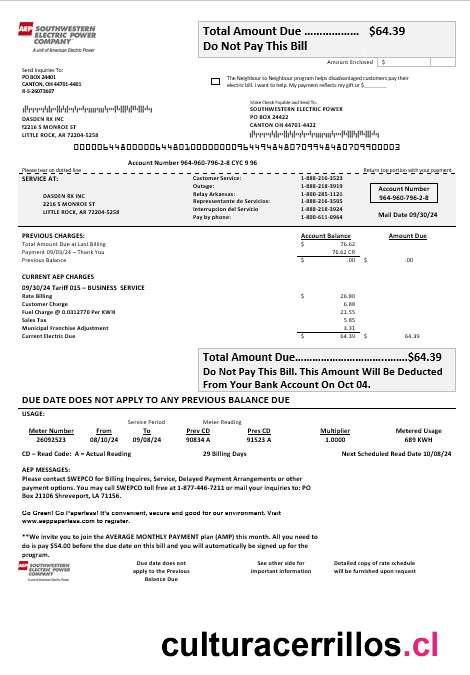 AEP SOUTHWESTERN
ELECTRIC POWER
COMPANY
A unit of American Electric Power
Total Amount Due ………………. $64.39
Do Not Pay This Bill
Amount Enclosed $
Send Inquiries To:
PO BOX 24401
CANTON, OH 44701-4401
R-5-26073607
The Neighbour to Neighbour program helps disadvantaged customers pay their
electric bill. I want to help. My payment reflects my gift of $
Make Check Payable and Send To:
DASDEN RX INC
2216 S MONROE ST
LITTLE ROCK, AR 72204-5258
SOUTHWESTERN ELECTRIC POWER
PO BOX 24422
CANTON OH 44701-4422
Account Number 964-960-796-2-8 CYC 9 96
Please tear on dotted line
Return top portion with your payment
SERVICE AT:
DASDEN RX INC
2216 S MONROE ST
LITTLE ROCK, AR 72204-5258
Customer Service: 1-888-216-3523
Outage: 1-888-218-3919
Relay Arkansas: 1-800-285-1121
Representante de Servicios: 1-888-216-3505
Interrupcion del Servicio 1-888-218-3924
Pay by phone: 1-800-611-0964
Account Number
964-960-796-2-8
Mail Date 09/30/24
PREVIOUS CHARGES: Account Balance Amount Due
Total Amount Due at Last Billing $ 76.62
Payment 09/03/24 – Thank You 76.62 CR
Previous Balance $ .00 $ .00
CURRENT AEP CHARGES
09/30/24 Tariff 015 – BUSINESS SERVICE
Rate Billing $ 26.80
Customer Charge 6.88
Fuel Charge @ 0.0312770 Per KWH 21.55
Sales Tax 5.85
Municipal Franchise Adjustment 3.31
Current Electric Due $ 64.39 $ 64.39
Total Amount Due………………………………….$64.39
Do Not Pay This Bill. This Amount Will Be Deducted
From Your Bank Account On Oct 04.
DUE DATE DOES NOT APPLY TO ANY PREVIOUS BALANCE DUE
USAGE:
Service Period Meter Reading
Meter Number From To Prev CD Prev CD Multiplier Metered Usage
26092523 08/10/24 09/08/24 90834 A 91523 A 1.0000 689 KWH
CD – Read Code: A = Actual Reading 29 Billing Days Next Scheduled Read Date 10/08/24
AEP MESSAGES:
Please contact SWEPCO for Billing Inquires, Service, Delayed Payment Arrangements or other
payment options. You may call SWEPCO toll free at 1-877-446-7211 or mail your inquiries to: PO
Box 21106 Shreveport, LA 71156.
Go Green! Go Paperless! It's convenient, secure and good for our environment. Visit
www.aeppaperless.com to register.
**We invite you to join the AVERAGE MONTHLY PAYMENT plan (AMP) this month. All you need to
do is pay $54.00 before the due date on this bill and you will automatically be signed up for the
program.
AEP SOUTHWESTERN
ELECTRIC POWER
COMPANY
Due date does not
apply to the Previous
Balance Due
See other side for
important information
Detailed copy of rate schedule
will be furnished upon request
culturacerrillos.cl